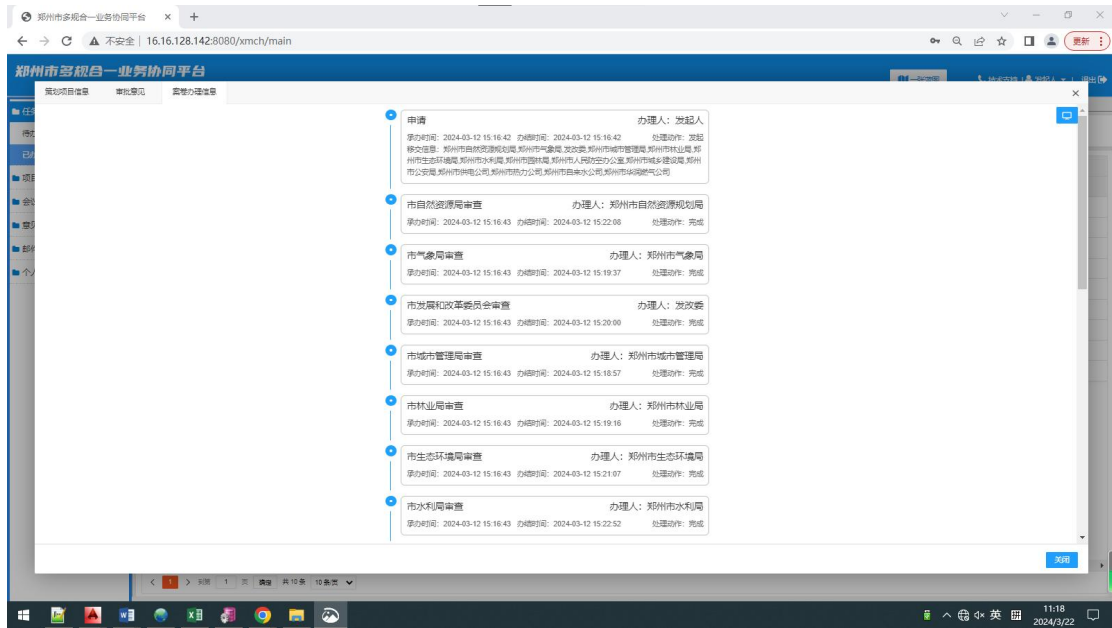 郑州市多规合一业务协同平台
不安全 16.16.128.142:8080/xmch/main
更新
郑州市多规合一业务协同平台
策划项目信息 审批意见 案卷办理信息
申请 办理人：发起人
承办时间：2024-03-12 15:16:42 办结时间：2024-03-12 15:16:42 处理动作：发起
移交信息：郑州市自然资源规划局,郑州市气象局,发改委,郑州市城市管理局,郑州市林业局,郑
州市生态环境局,郑州市水利局,郑州市园林局,郑州市人民防空办公室,郑州市城乡建设局,郑州
市公安局,郑州市供电公司,郑州市热力公司,郑州市自来水公司,郑州市华润燃气公司
市自然资源局审查 办理人：郑州市自然资源规划局
承办时间：2024-03-12 15:16:43 办结时间：2024-03-12 15:22:08 处理动作：完成
市气象局审查 办理人：郑州市气象局
承办时间：2024-03-12 15:16:43 办结时间：2024-03-12 15:19:37 处理动作：完成
市发展和改革委员会审查 办理人：发改委
承办时间：2024-03-12 15:16:43 办结时间：2024-03-12 15:20:00 处理动作：完成
市城市管理局审查 办理人：郑州市城市管理局
承办时间：2024-03-12 15:16:43 办结时间：2024-03-12 15:18:57 处理动作：完成
市林业局审查 办理人：郑州市林业局
承办时间：2024-03-12 15:16:43 办结时间：2024-03-12 15:19:16 处理动作：完成
市生态环境局审查 办理人：郑州市生态环境局
承办时间：2024-03-12 15:16:43 办结时间：2024-03-12 15:21:07 处理动作：完成
市水利局审查 办理人：郑州市水利局
承办时间：2024-03-12 15:16:43 办结时间：2024-03-12 15:22:52 处理动作：完成
关闭
1 到第 1 页 确定 共10条 10条/页
英 11:18
2024/3/22